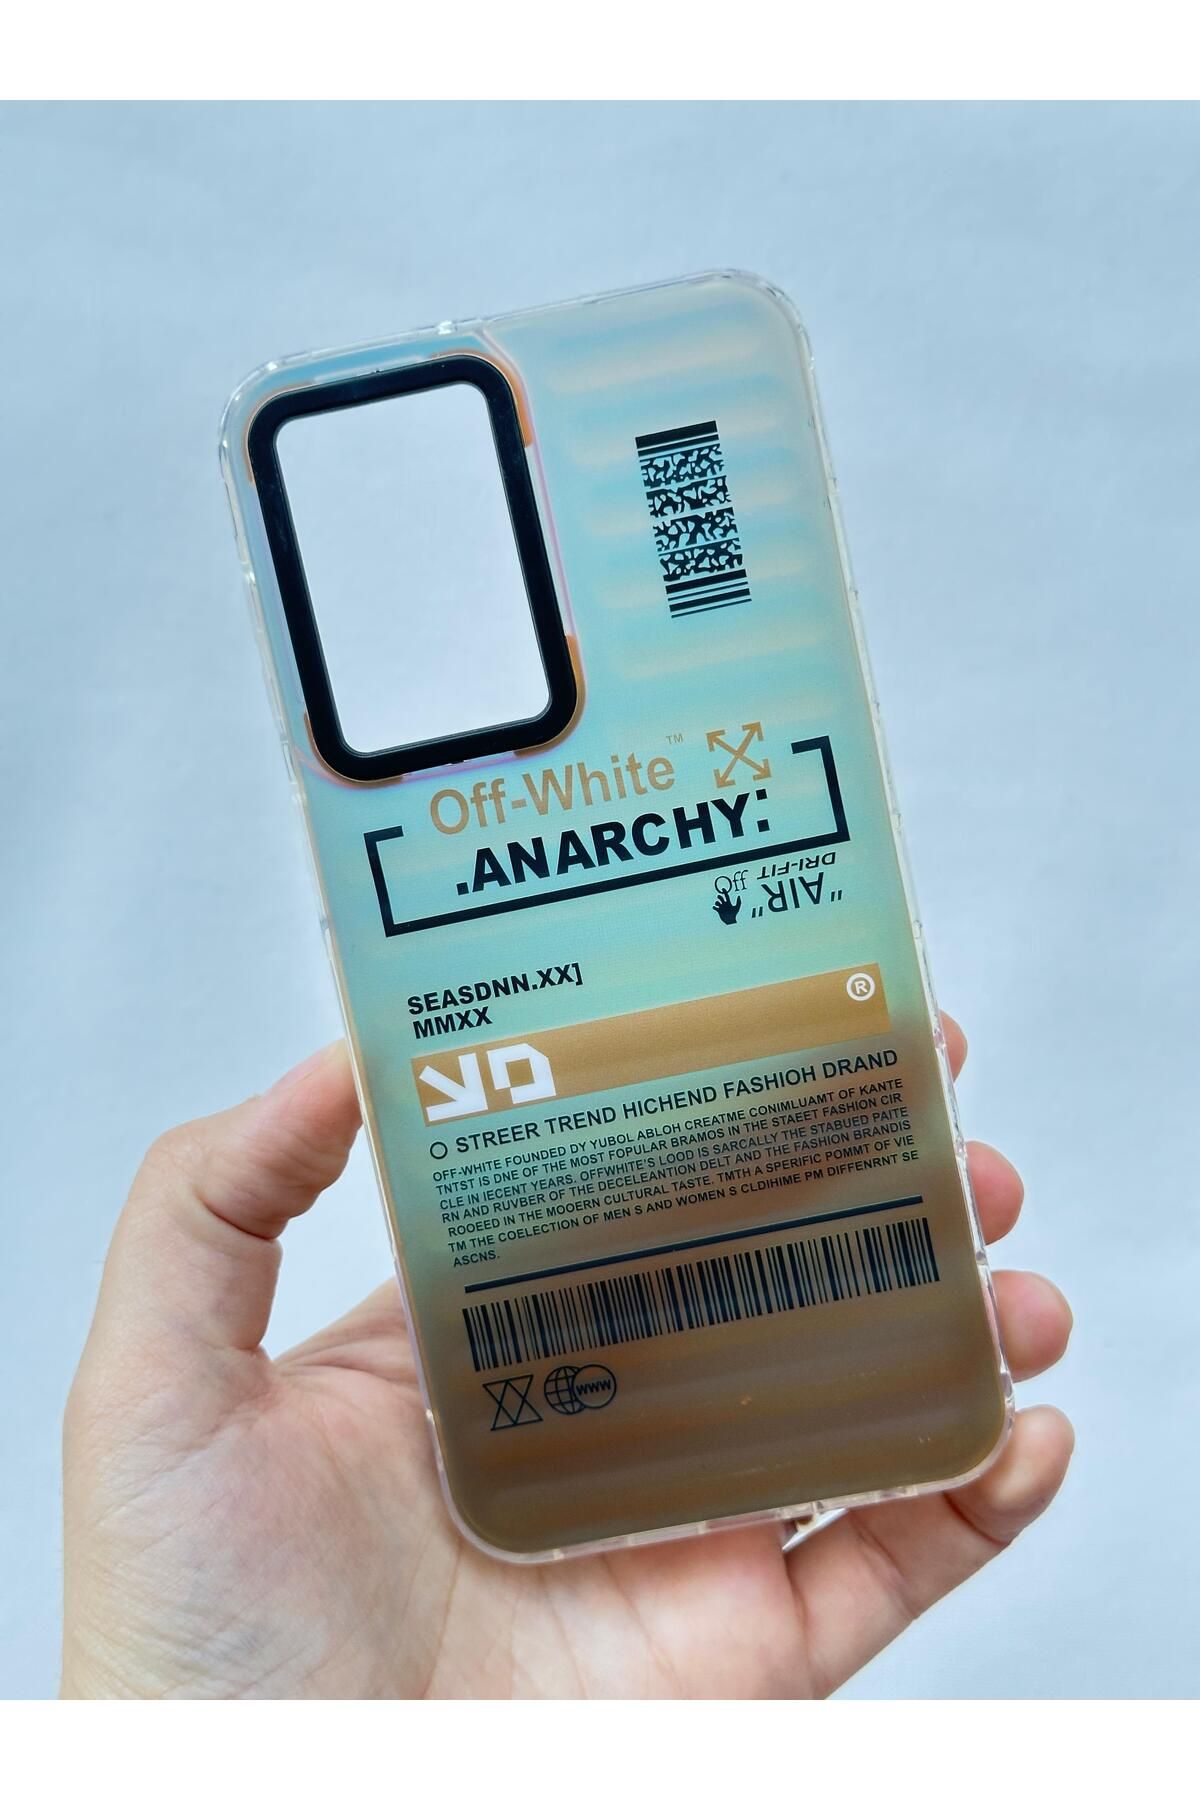 Off-White™
.ANARCHY:
"AIR"
DRI-FIT
Off
SEASDNN.XX]
MMXX
®
O STREER TREND HICHEND FASHIOH DRAND
OFF-WHITE FOUNDED DY YUBOL ABLOH CREATME CONIMLUAMT OF KANTE
TNTST IS DNE OF THE MOST FOPULAR BRAMOS IN THE STAEET FASHION CIR
CLE IN IECENT YEARS. OFFWHITE'S LOOD IS SARCALLY THE STABUED PAITE
RN AND RUVBER OF THE DECELEANTION DELT AND THE FASHION BRANDIS
ROOEED IN THE MOOERN CULTURAL TASTE. TMTH A SPERIFIC POMMT OF VIE
TM THE COELECTION OF MEN S AND WOMEN S CLDIHIME PM DIFFENRNT SE
ASCNS.
WWW